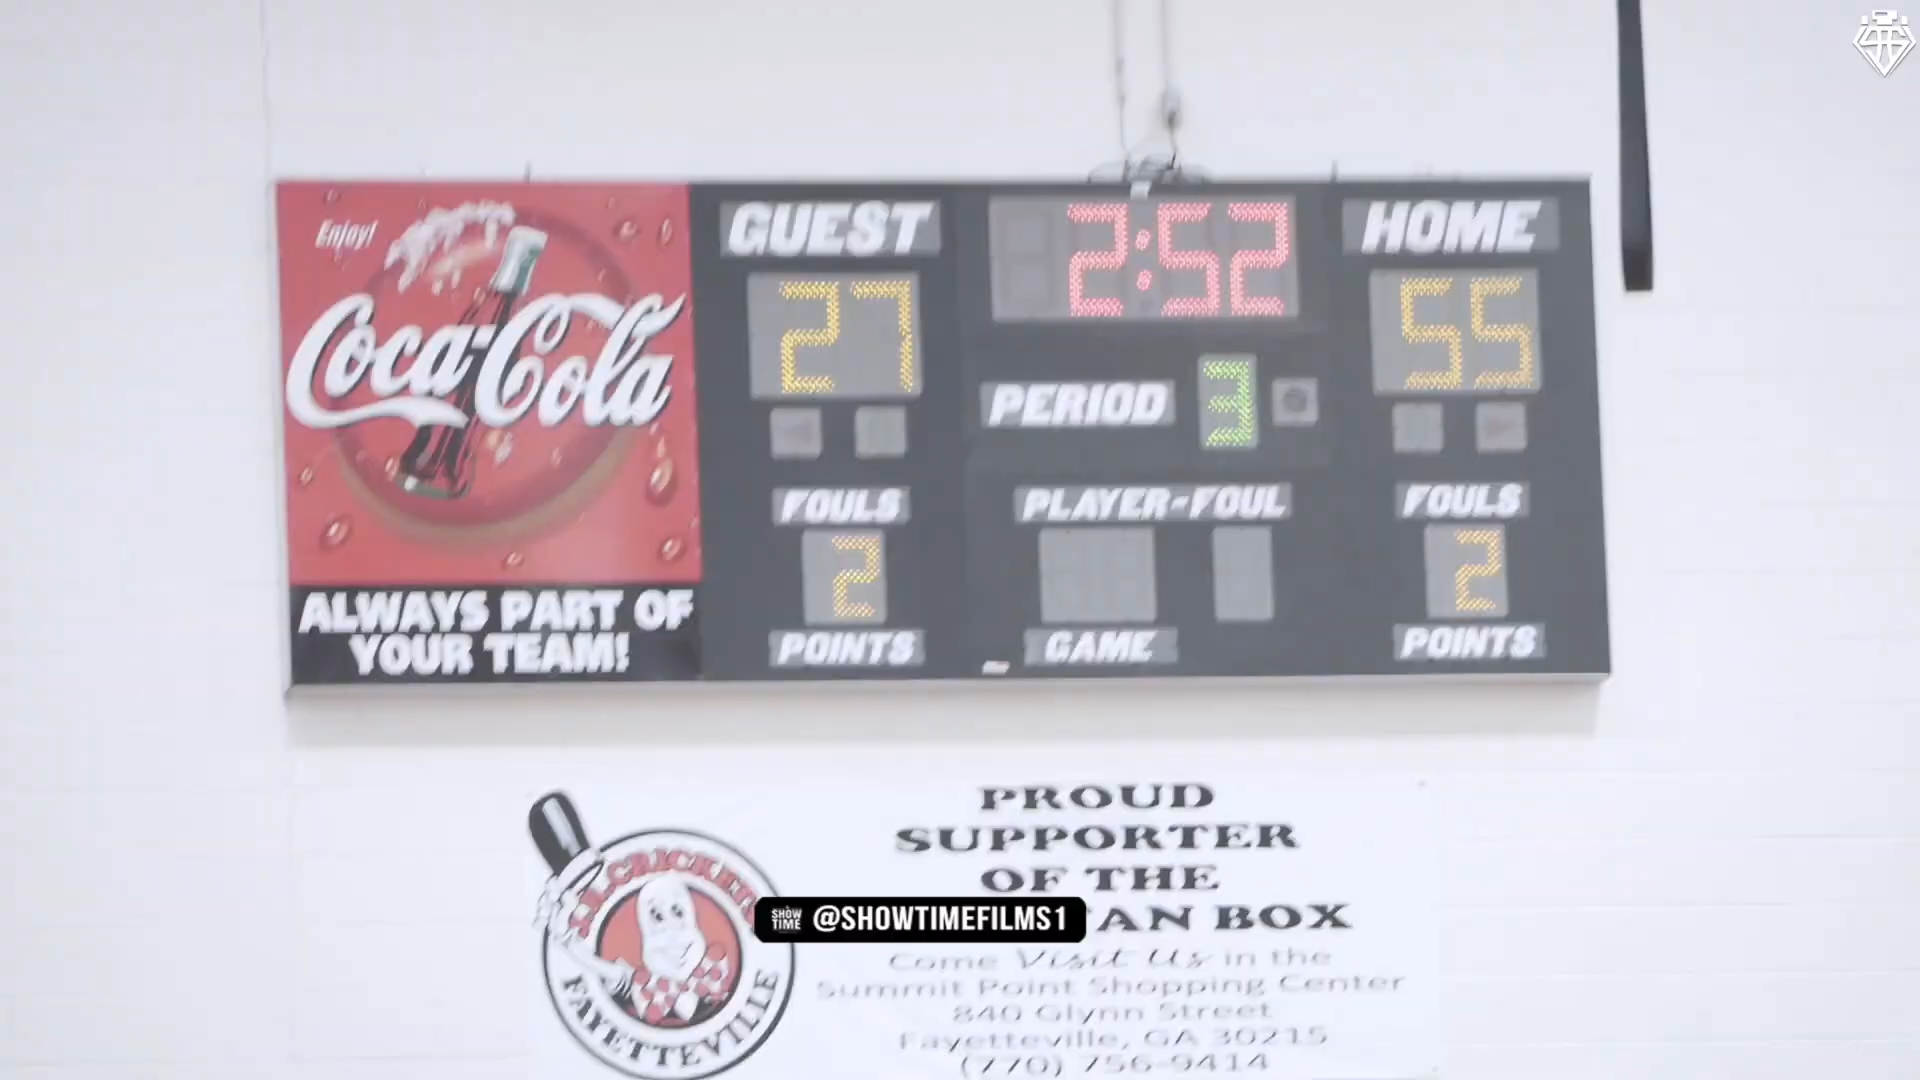 Enjoy!
Coca-Cola
ALWAYS PART OF
YOUR TEAM!
GUEST
2:52
HOME
27
55
PERIOD 3
FOULS
PLAYER-FOUL
FOULS
2
2
POINTS
GAME
POINTS
PROUD
SUPPORTER
OF THE
AN BOX
Come Visit Us in the
Summit Point Shopping Center
840 Glynn Street
Fayetteville, GA 30215
(770) 756-9414
FAYETTEVILLE
SHOW
TIME
@SHOWTIMEFILMS1